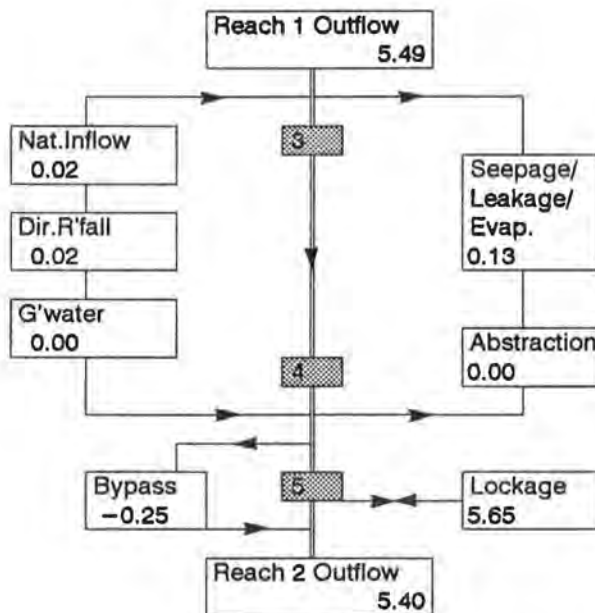 Reach 1 Outflow
5.49
Nat.Inflow
0.02
Dir.R'fall
0.02
G'water
0.00
3
Seepage/
Leakage/
Evap.
0.13
4
Abstraction
0.00
Bypass
−0.25
5
Lockage
5.65
Reach 2 Outflow
5.40